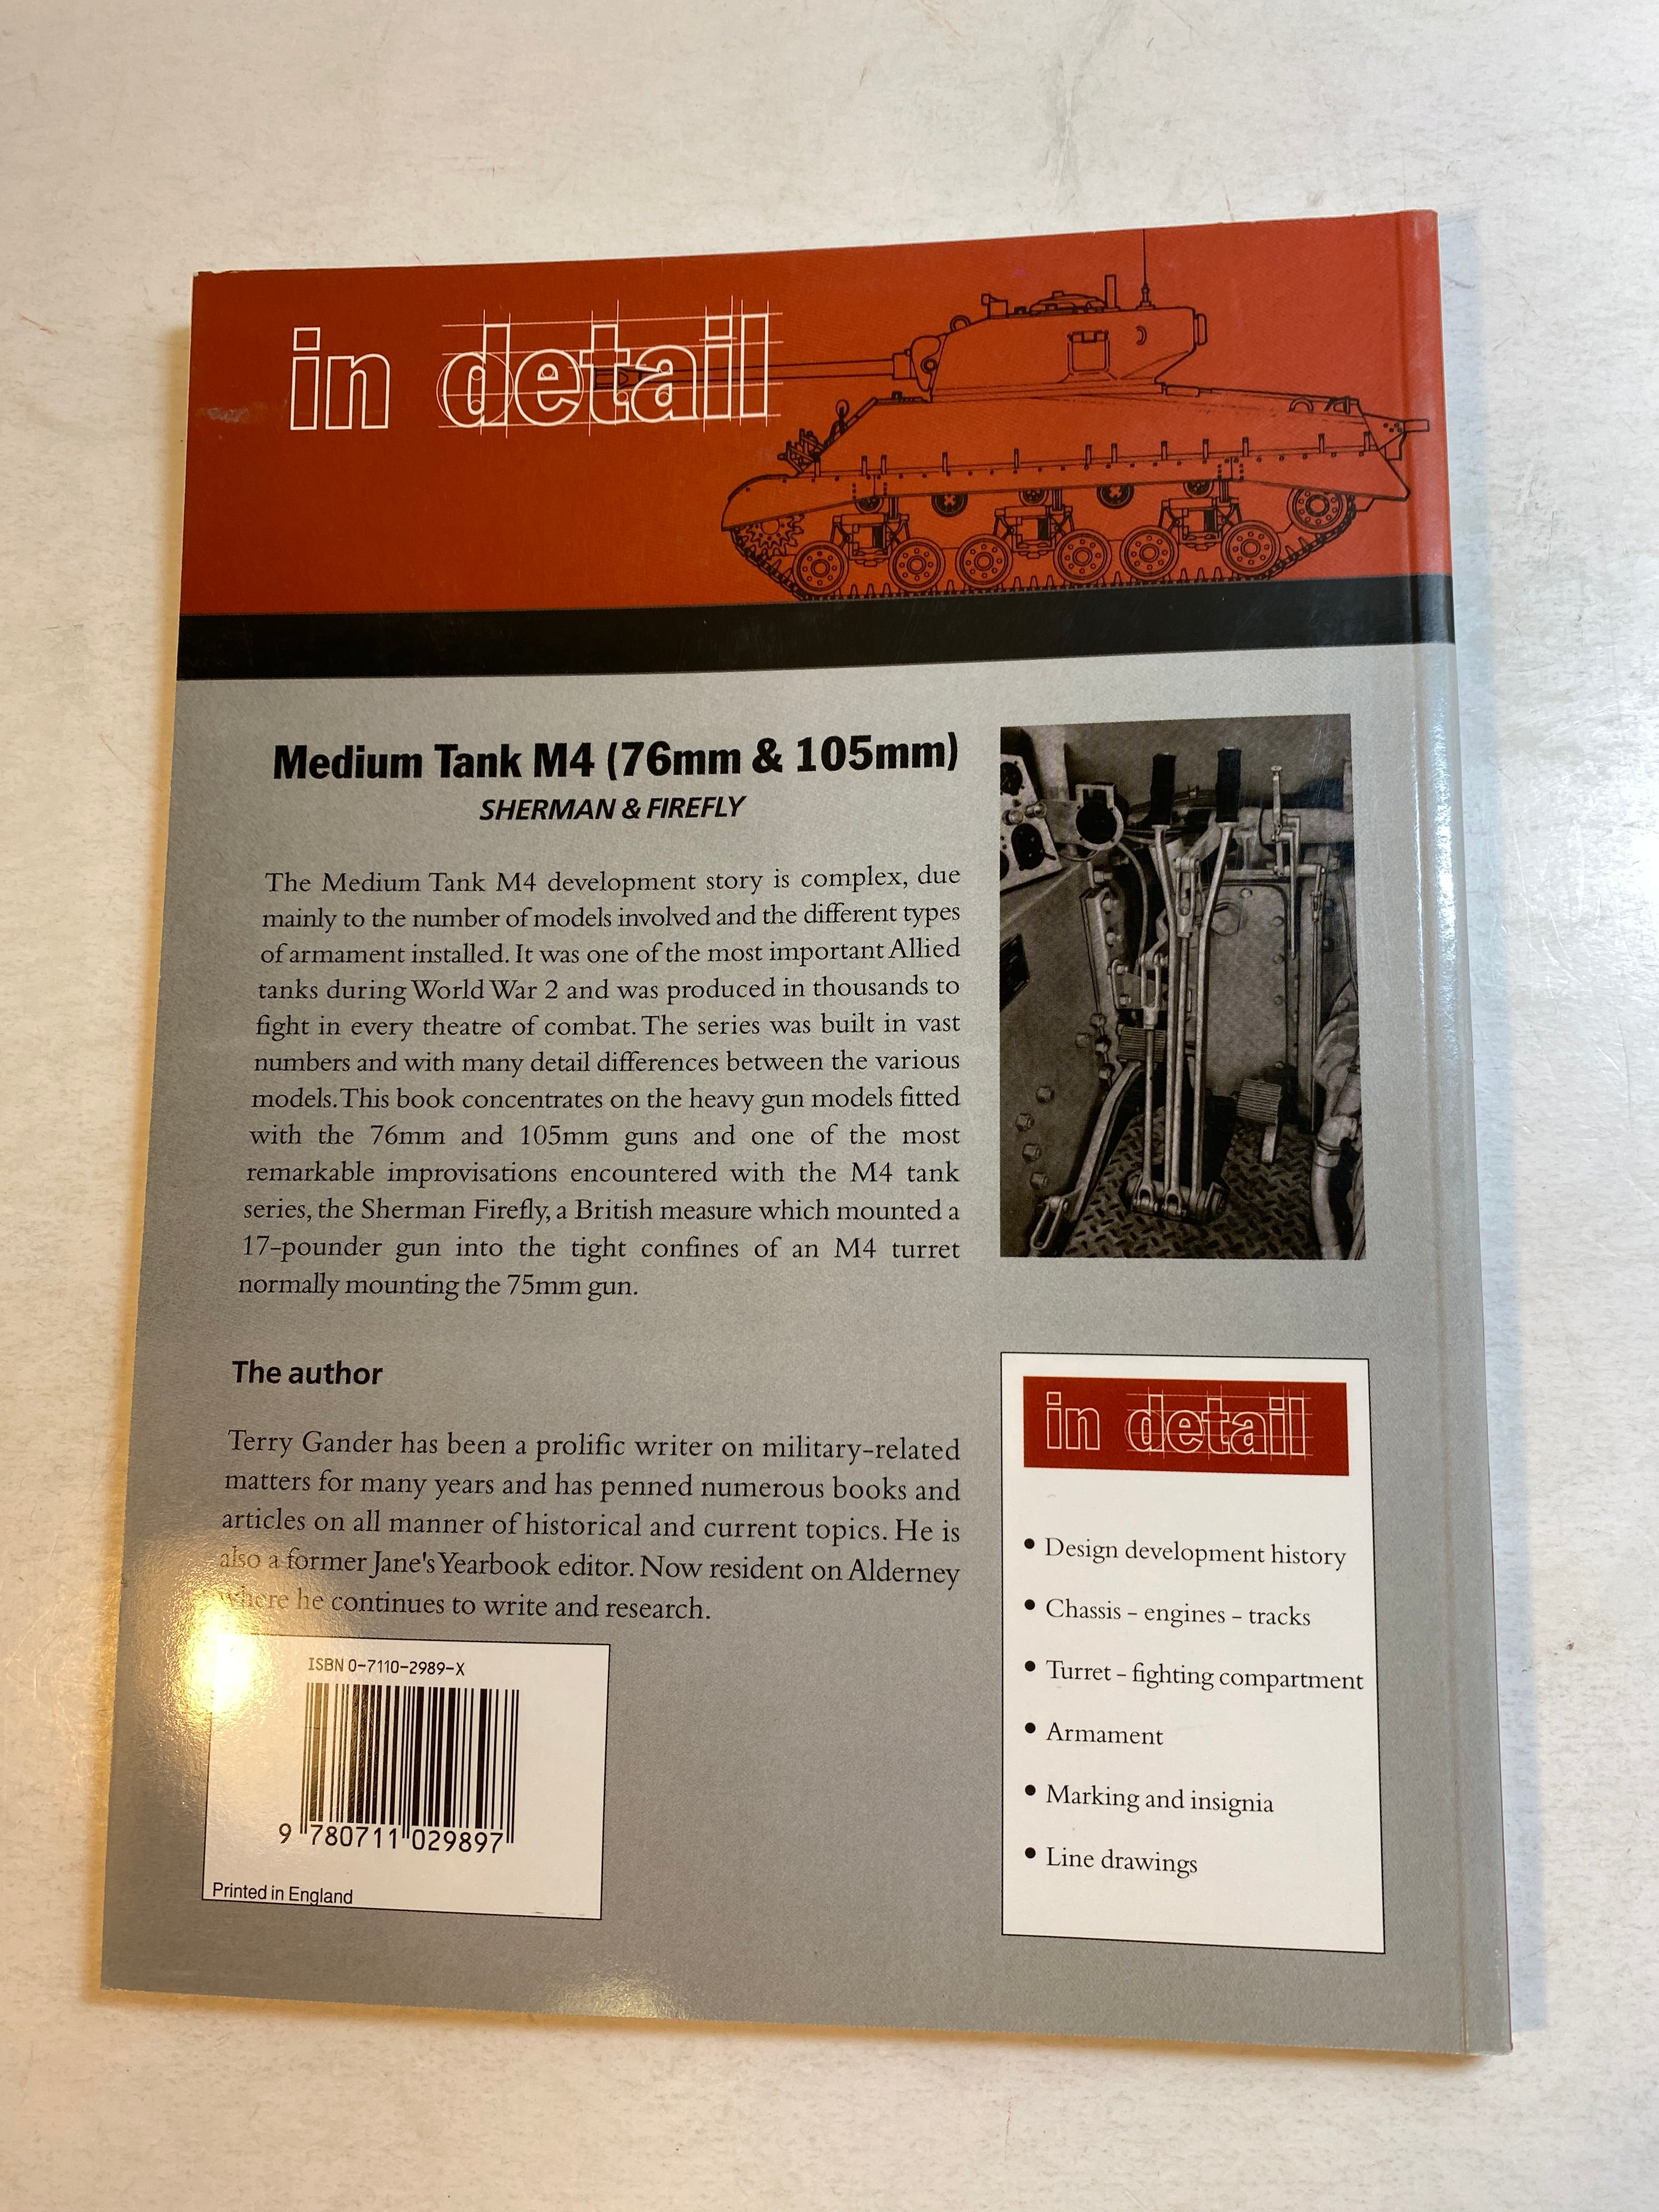 in detail
Medium Tank M4 (76mm & 105mm)
SHERMAN & FIREFLY
The Medium Tank M4 development story is complex, due
mainly to the number of models involved and the different types
of armament installed. It was one of the most important Allied
tanks during World War 2 and was produced in thousands to
fight in every theatre of combat. The series was built in vast
numbers and with many detail differences between the various
models. This book concentrates on the heavy gun models fitted
with the 76mm and 105mm guns and one of the most
remarkable improvisations encountered with the M4 tank
series, the Sherman Firefly, a British measure which mounted a
17-pounder gun into the tight confines of an M4 turret
normally mounting the 75mm gun.
The author
Terry Gander has been a prolific writer on military-related
matters for many years and has penned numerous books and
articles on all manner of historical and current topics. He is
also a former Jane's Yearbook editor. Now resident on Alderney
where he continues to write and research.
ISBN 0-7110-2989-X
9 780711 029897
Printed in England
in detail
• Design development history
• Chassis - engines - tracks
• Turret - fighting compartment
• Armament
• Marking and insignia
• Line drawings